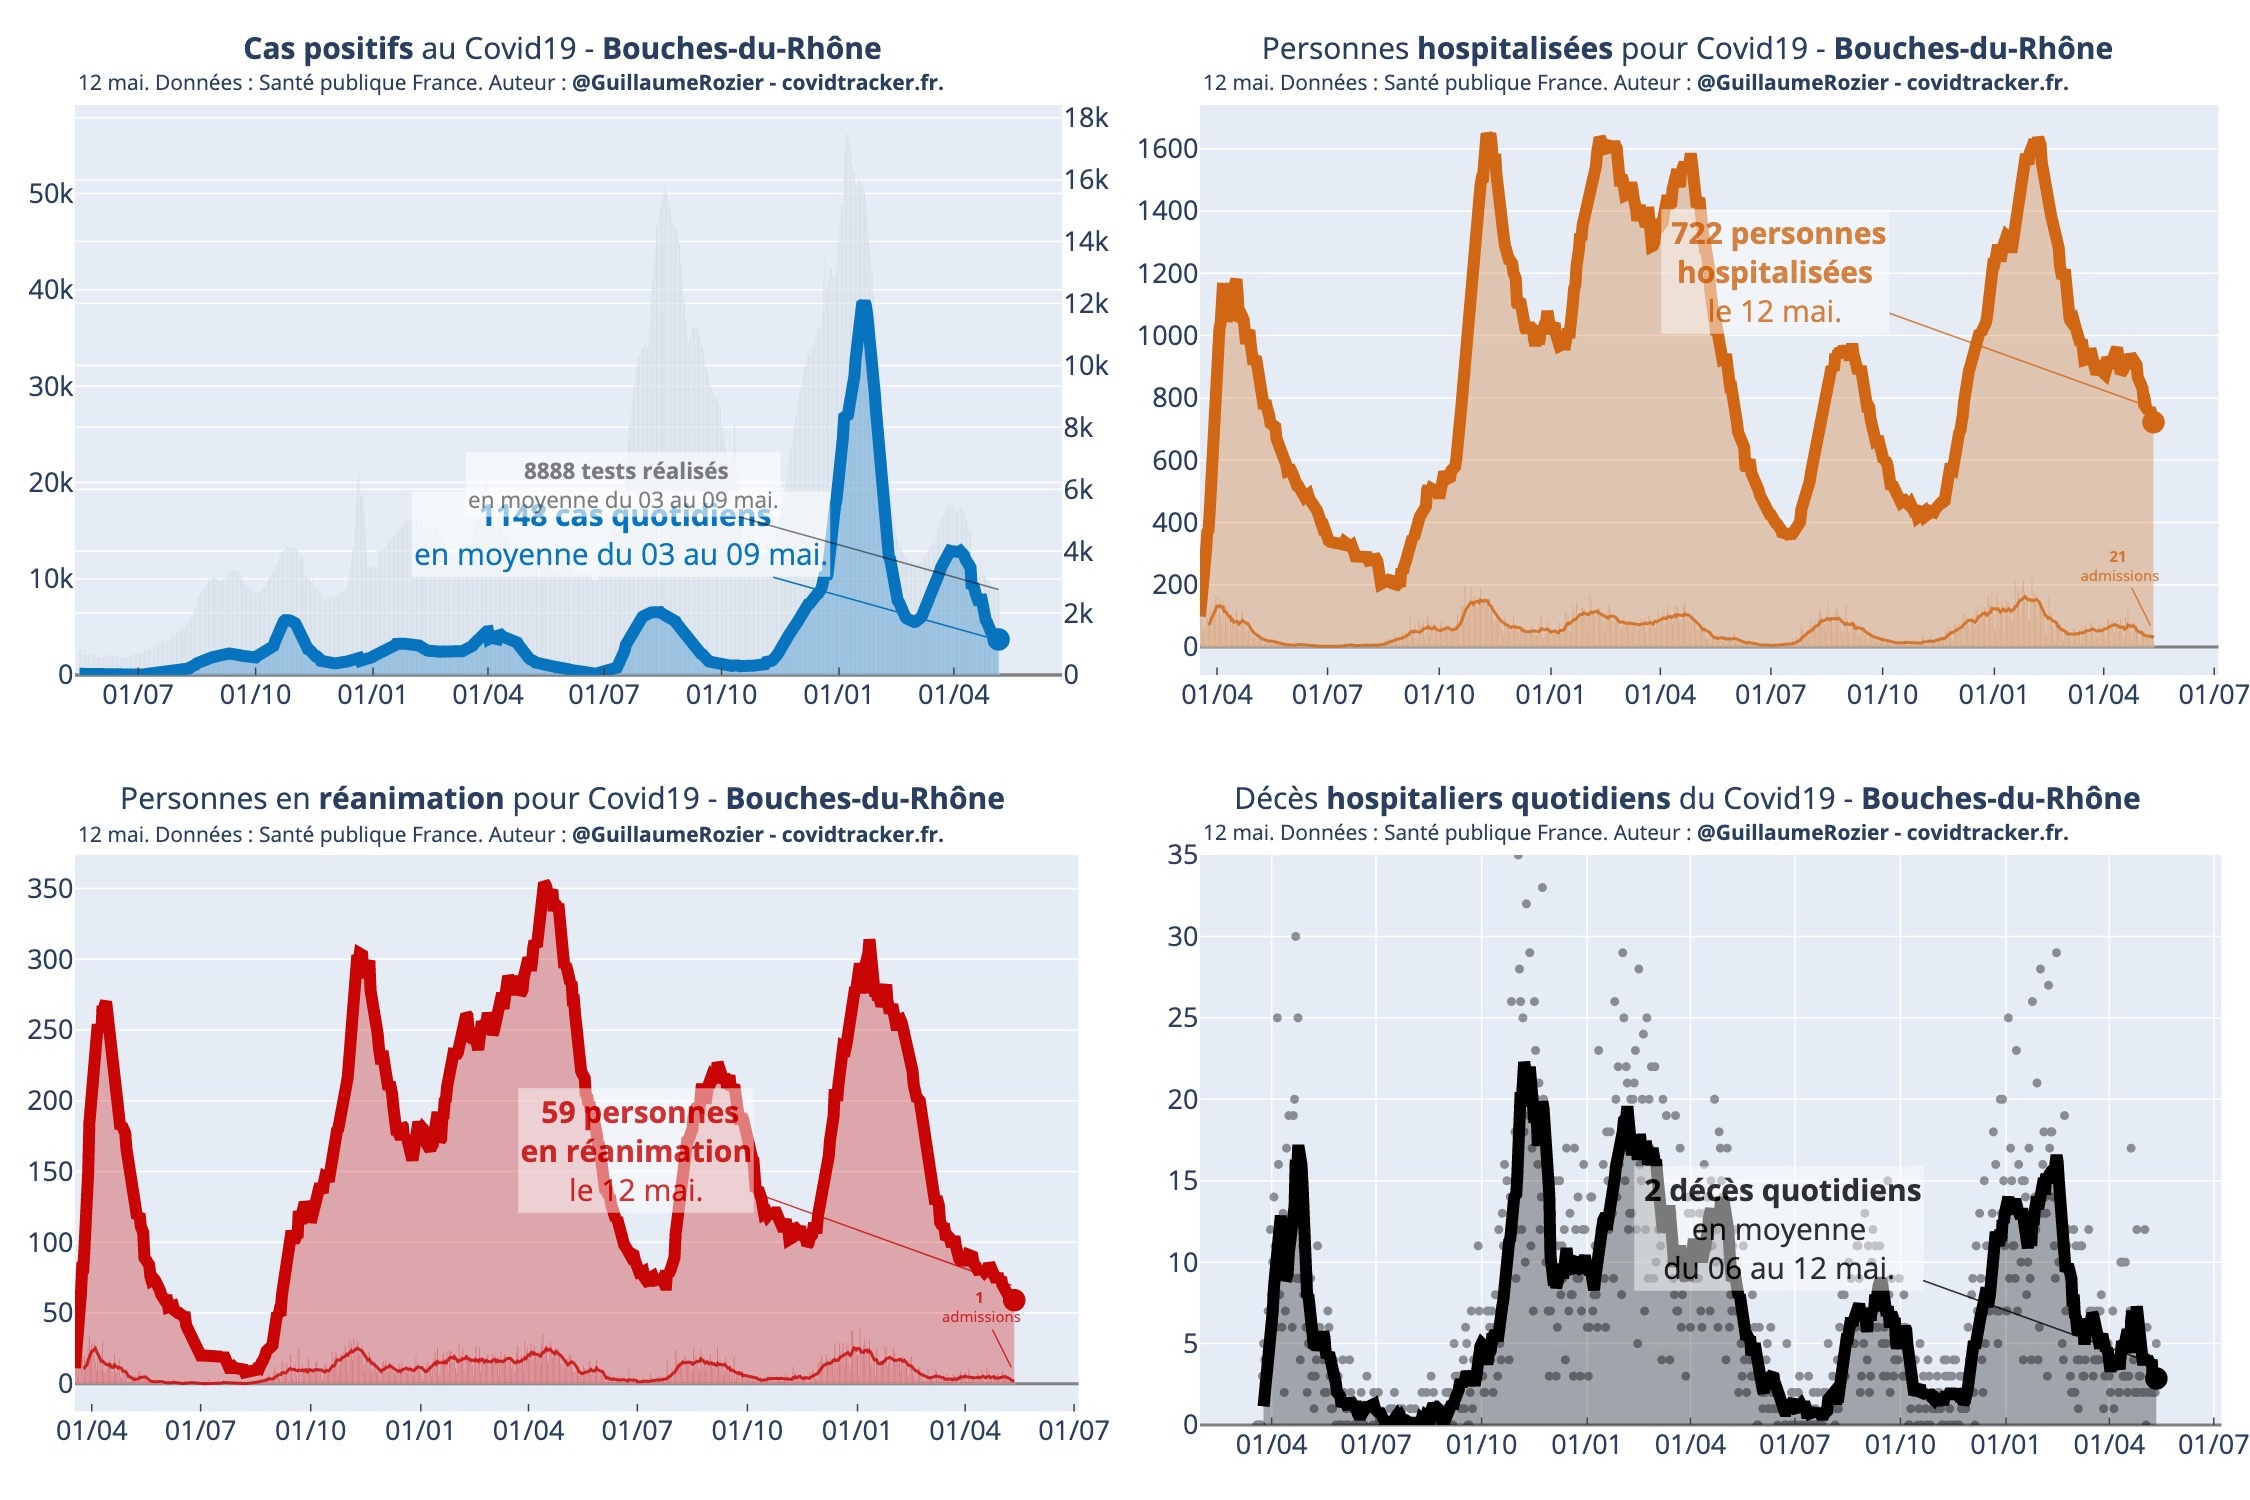 Cas positifs au Covid19 - Bouches-du-Rhône
12 mai. Données : Santé publique France. Auteur : @GuillaumeRozier - covidtracker.fr.
50k
40k
30k
20k
10k
0
18k
16k
14k
12k
10k
8k
6k
4k
2k
0
8888 tests réalisés
en moyenne du 03 au 09 mai.
1148 cas quotidiens
en moyenne du 03 au 09 mai.
01/07 01/10 01/01 01/04 01/07 01/10 01/01 01/04
Personnes hospitalisées pour Covid19 - Bouches-du-Rhône
12 mai. Données : Santé publique France. Auteur : @GuillaumeRozier - covidtracker.fr.
1600
1400
1200
1000
800
600
400
200
0
722 personnes
hospitalisées
le 12 mai.
21
admissions
01/04 01/07 01/10 01/01 01/04 01/07 01/10 01/01 01/04 01/07
Personnes en réanimation pour Covid19 - Bouches-du-Rhône
12 mai. Données : Santé publique France. Auteur : @GuillaumeRozier - covidtracker.fr.
350
300
250
200
150
100
50
0
59 personnes
en réanimation
le 12 mai.
1
admissions
01/04 01/07 01/10 01/01 01/04 01/07 01/10 01/01 01/04 01/07
Décès hospitaliers quotidiens du Covid19 - Bouches-du-Rhône
12 mai. Données : Santé publique France. Auteur : @GuillaumeRozier - covidtracker.fr.
35
30
25
20
15
10
5
0
2 décès quotidiens
en moyenne
du 06 au 12 mai.
01/04 01/07 01/10 01/01 01/04 01/07 01/10 01/01 01/04 01/07